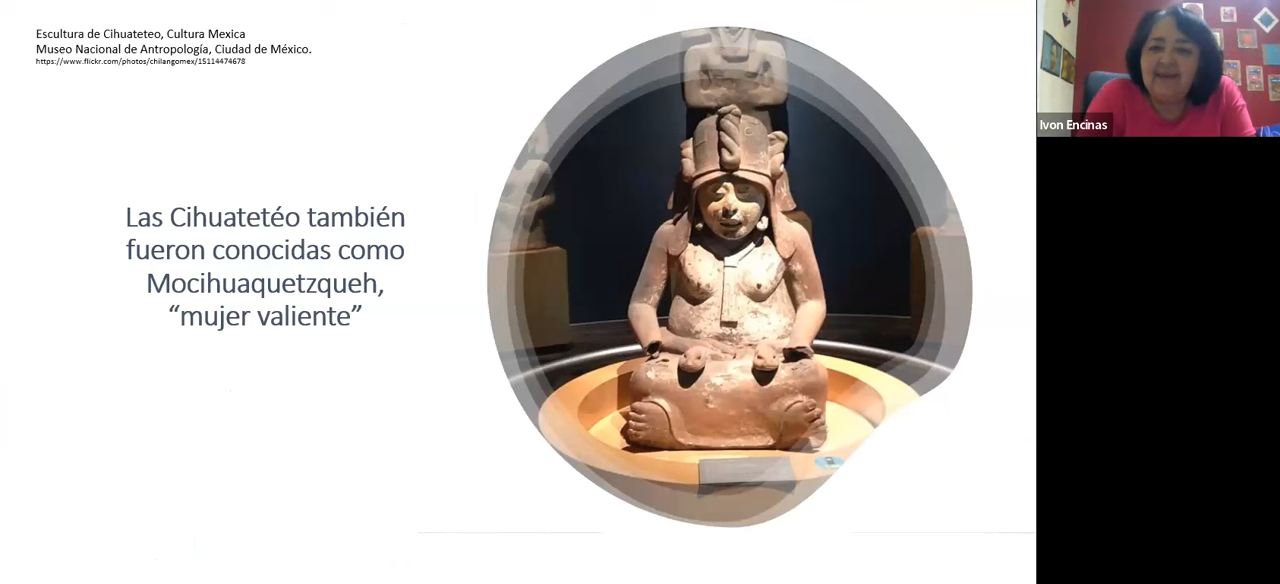 Escultura de Cihuateteo, Cultura Mexica
Museo Nacional de Antropología, Ciudad de México.
https://www.flickr.com/photos/chilangomex/15114474678
Las Cihuatetéo también
fueron conocidas como
Mocihuaquetzqueh,
“mujer valiente”
Ivon Encinas